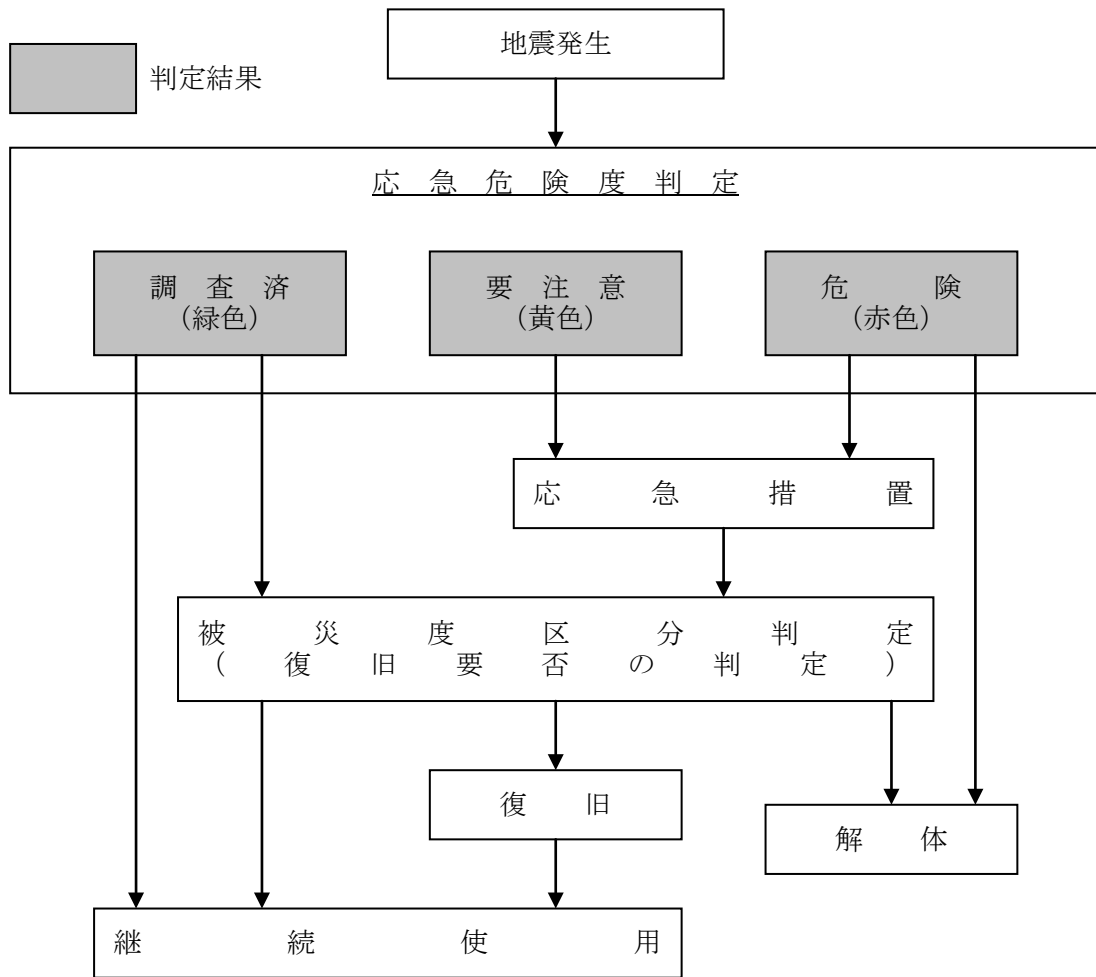 地震発生
判定結果
応急危険度判定
調査済
(緑色)
要注意
(黄色)
危険
(赤色)
応急措置
被災度区分判定
(復旧要否の判定)
復旧
解体
継続使用